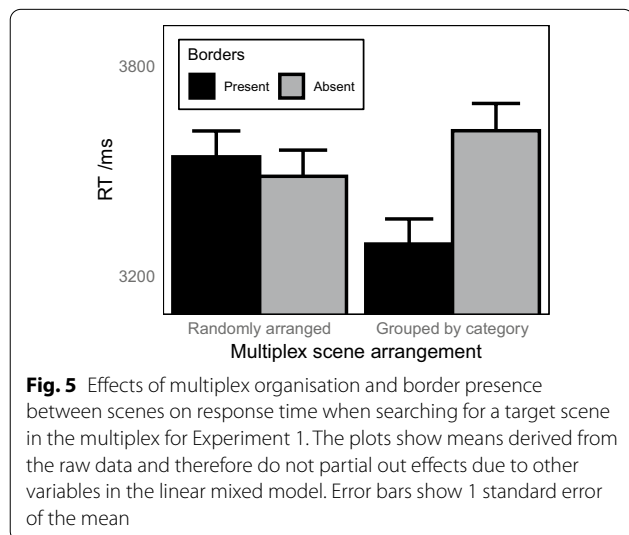 Borders
Present Absent
3800
RT /ms
3200
Randomly arranged Grouped by category
Multiplex scene arrangement
Fig. 5 Effects of multiplex organisation and border presence
between scenes on response time when searching for a target scene
in the multiplex for Experiment 1. The plots show means derived from
the raw data and therefore do not partial out effects due to other
variables in the linear mixed model. Error bars show 1 standard error
of the mean